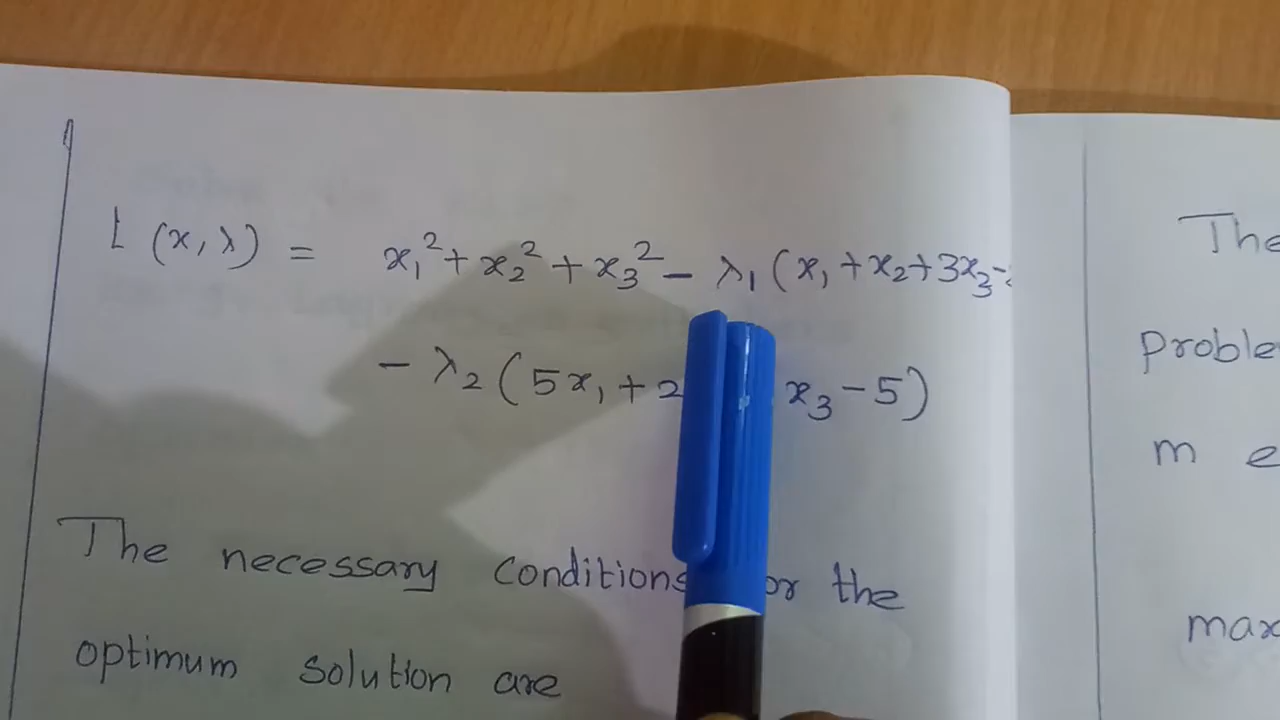 L (x, λ) = x₁² + x₂² + x₃² - λ₁ (x₁ + x₂ + 3x₃ -
- λ₂ (5x₁ + 2 x₃ - 5)
The necessary conditions or the
optimum solution are
The
proble
m e
max